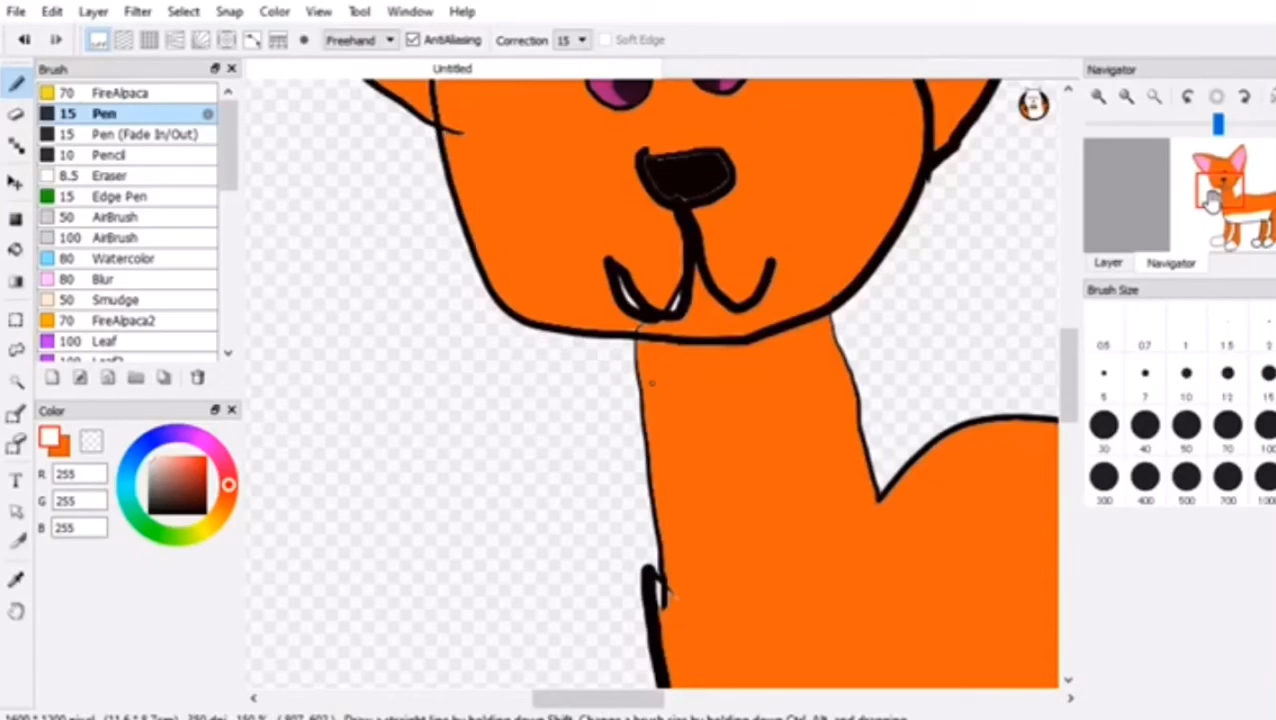 File Edit Layer Filter Select Snap Color View Tool Window Help
Freehand AntiAliasing Correction 15 Soft Edge
Brush Untitled Navigator
70 FireAlpaca
15 Pen
15 Pen (Fade In/Out)
10 Pencil
8.5 Eraser
15 Edge Pen
50 AirBrush
100 AirBrush
80 Watercolor
80 Blur
50 Smudge
70 FireAlpaca2
100 Leaf
Layer Navigator
Brush Size
0.5 0.7 1 1.5 2
5 7 10 12 15
30 40 50 70 100
300 400 500 700
Color
R 255
G 255
B 255
T